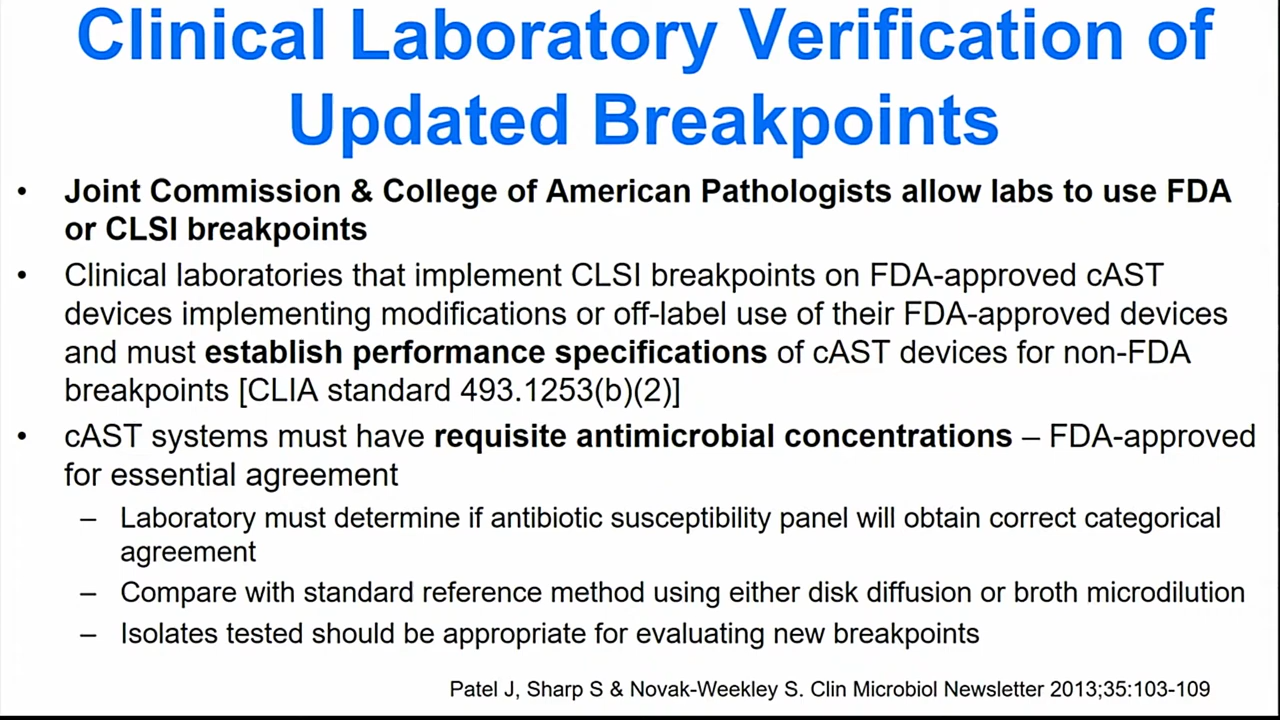 Clinical Laboratory Verification of
Updated Breakpoints
• Joint Commission & College of American Pathologists allow labs to use FDA
or CLSI breakpoints
• Clinical laboratories that implement CLSI breakpoints on FDA-approved cAST
devices implementing modifications or off-label use of their FDA-approved devices
and must establish performance specifications of cAST devices for non-FDA
breakpoints [CLIA standard 493.1253(b)(2)]
• cAST systems must have requisite antimicrobial concentrations – FDA-approved
for essential agreement
– Laboratory must determine if antibiotic susceptibility panel will obtain correct categorical
agreement
– Compare with standard reference method using either disk diffusion or broth microdilution
– Isolates tested should be appropriate for evaluating new breakpoints
Patel J, Sharp S & Novak-Weekley S. Clin Microbiol Newsletter 2013;35:103-109